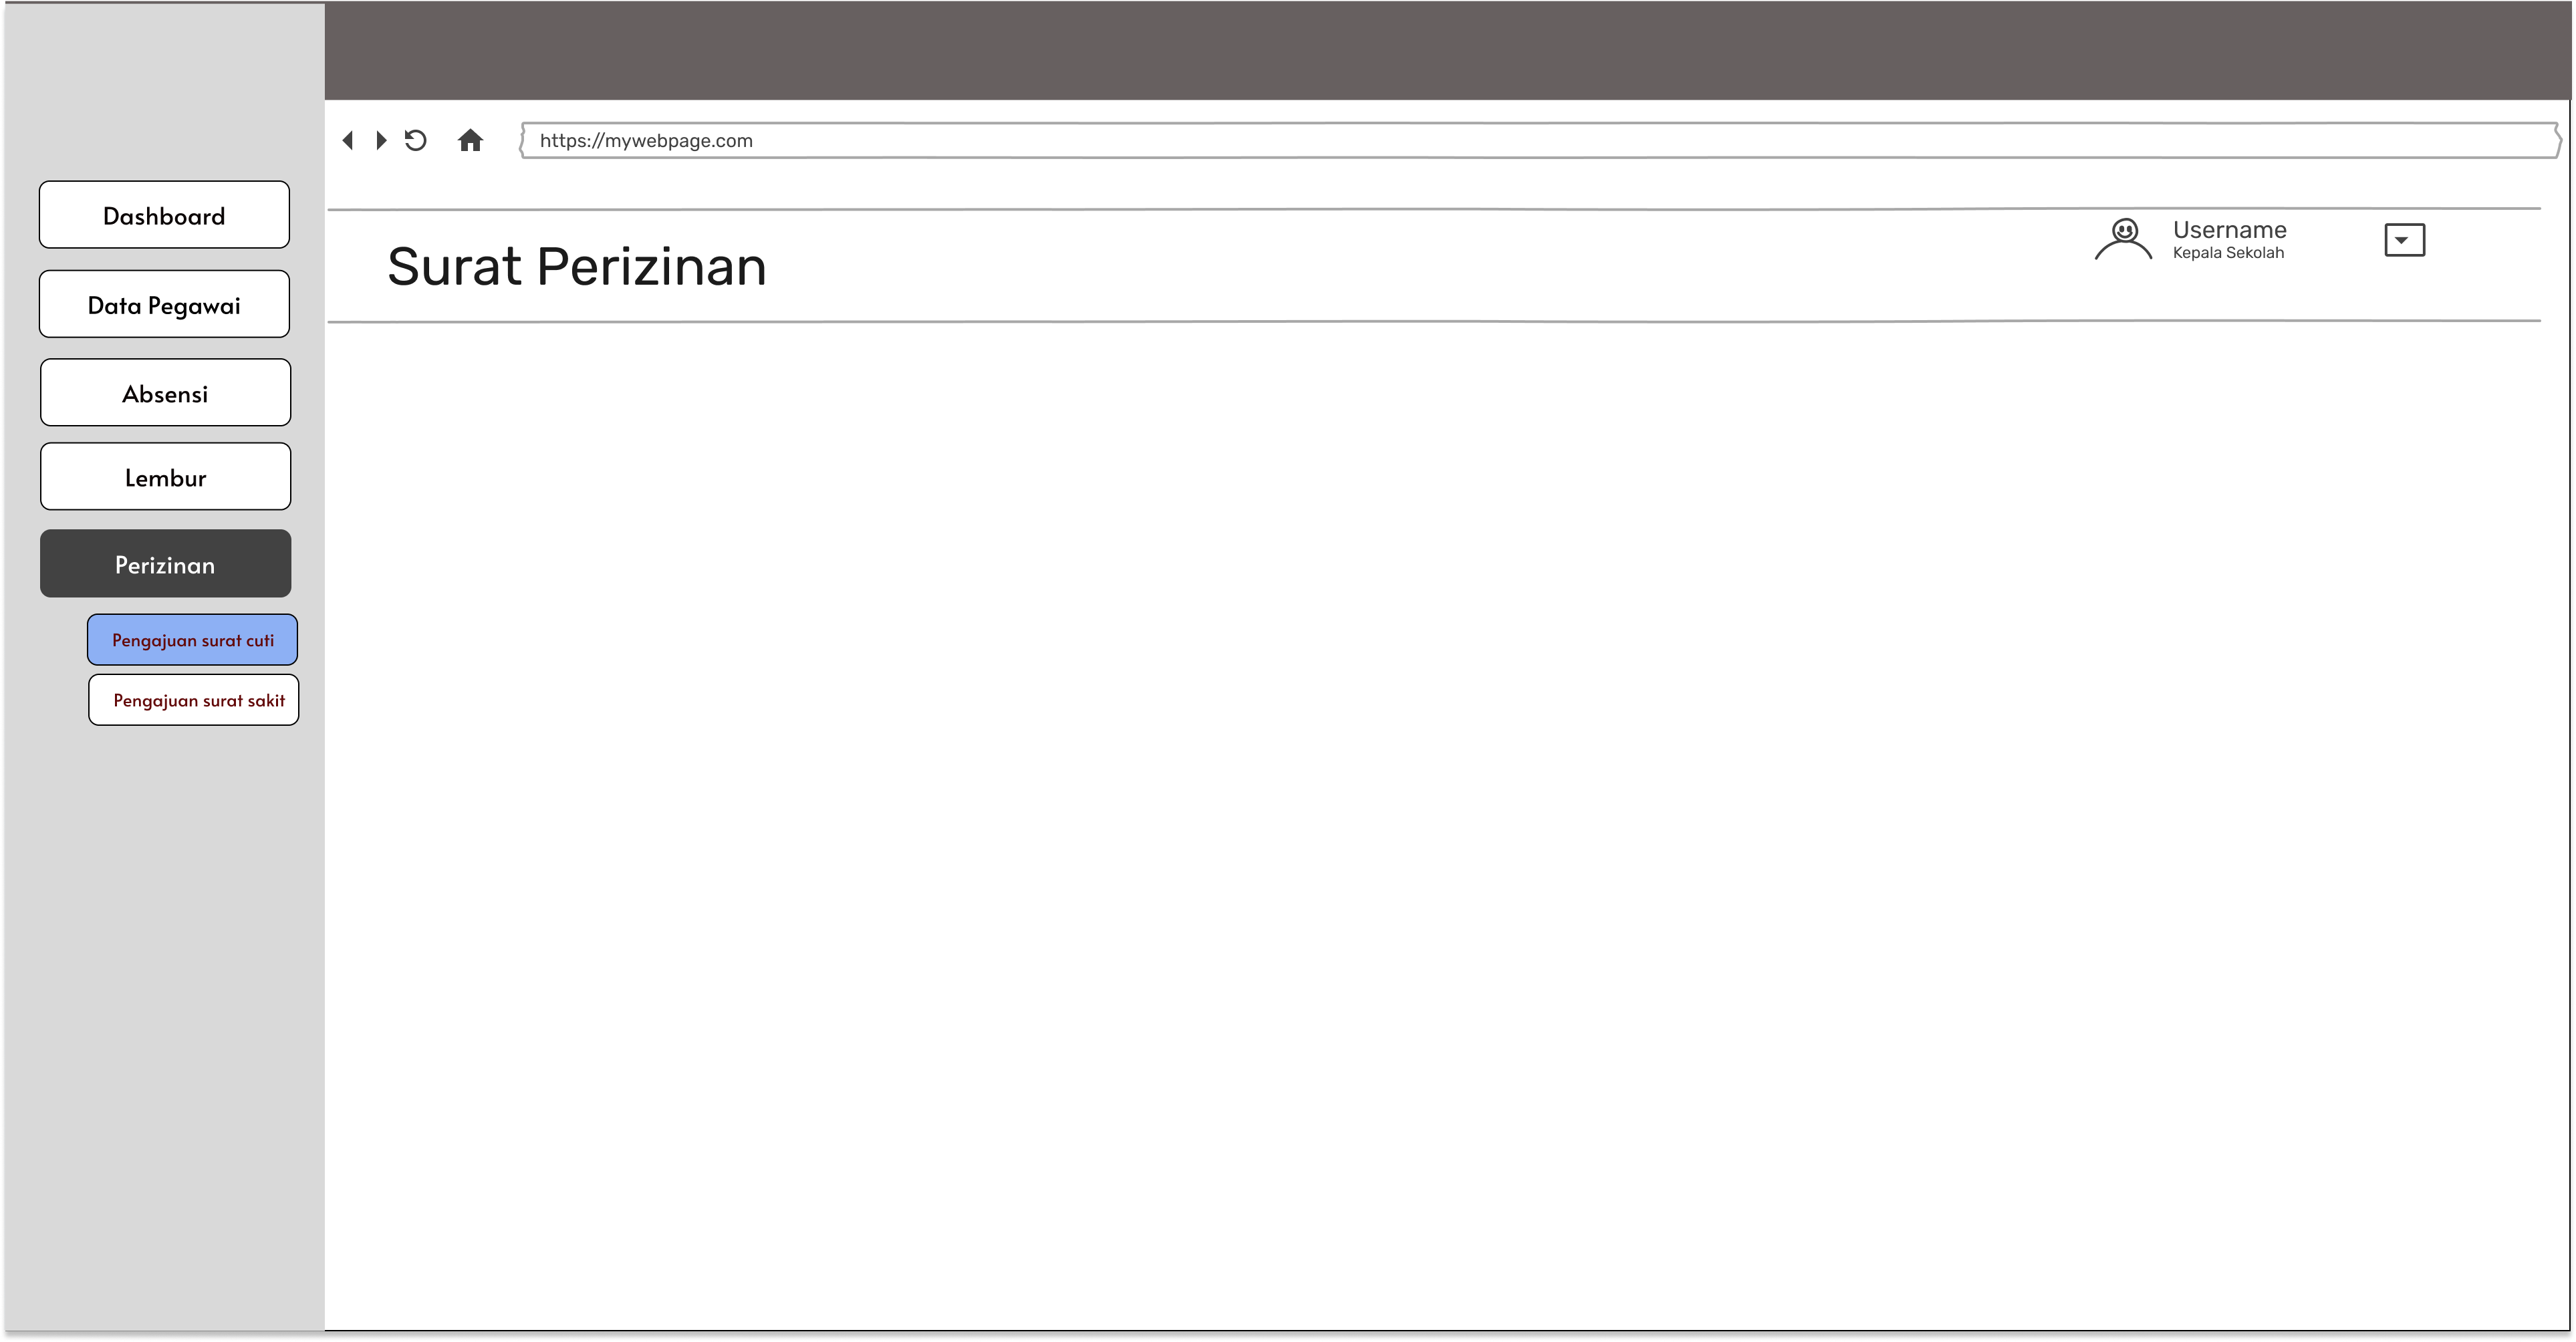 https://mywebpage.com
Surat Perizinan
Username
Kepala Sekolah
Dashboard
Data Pegawai
Absensi
Lembur
Perizinan
Pengajuan surat cuti
Pengajuan surat sakit